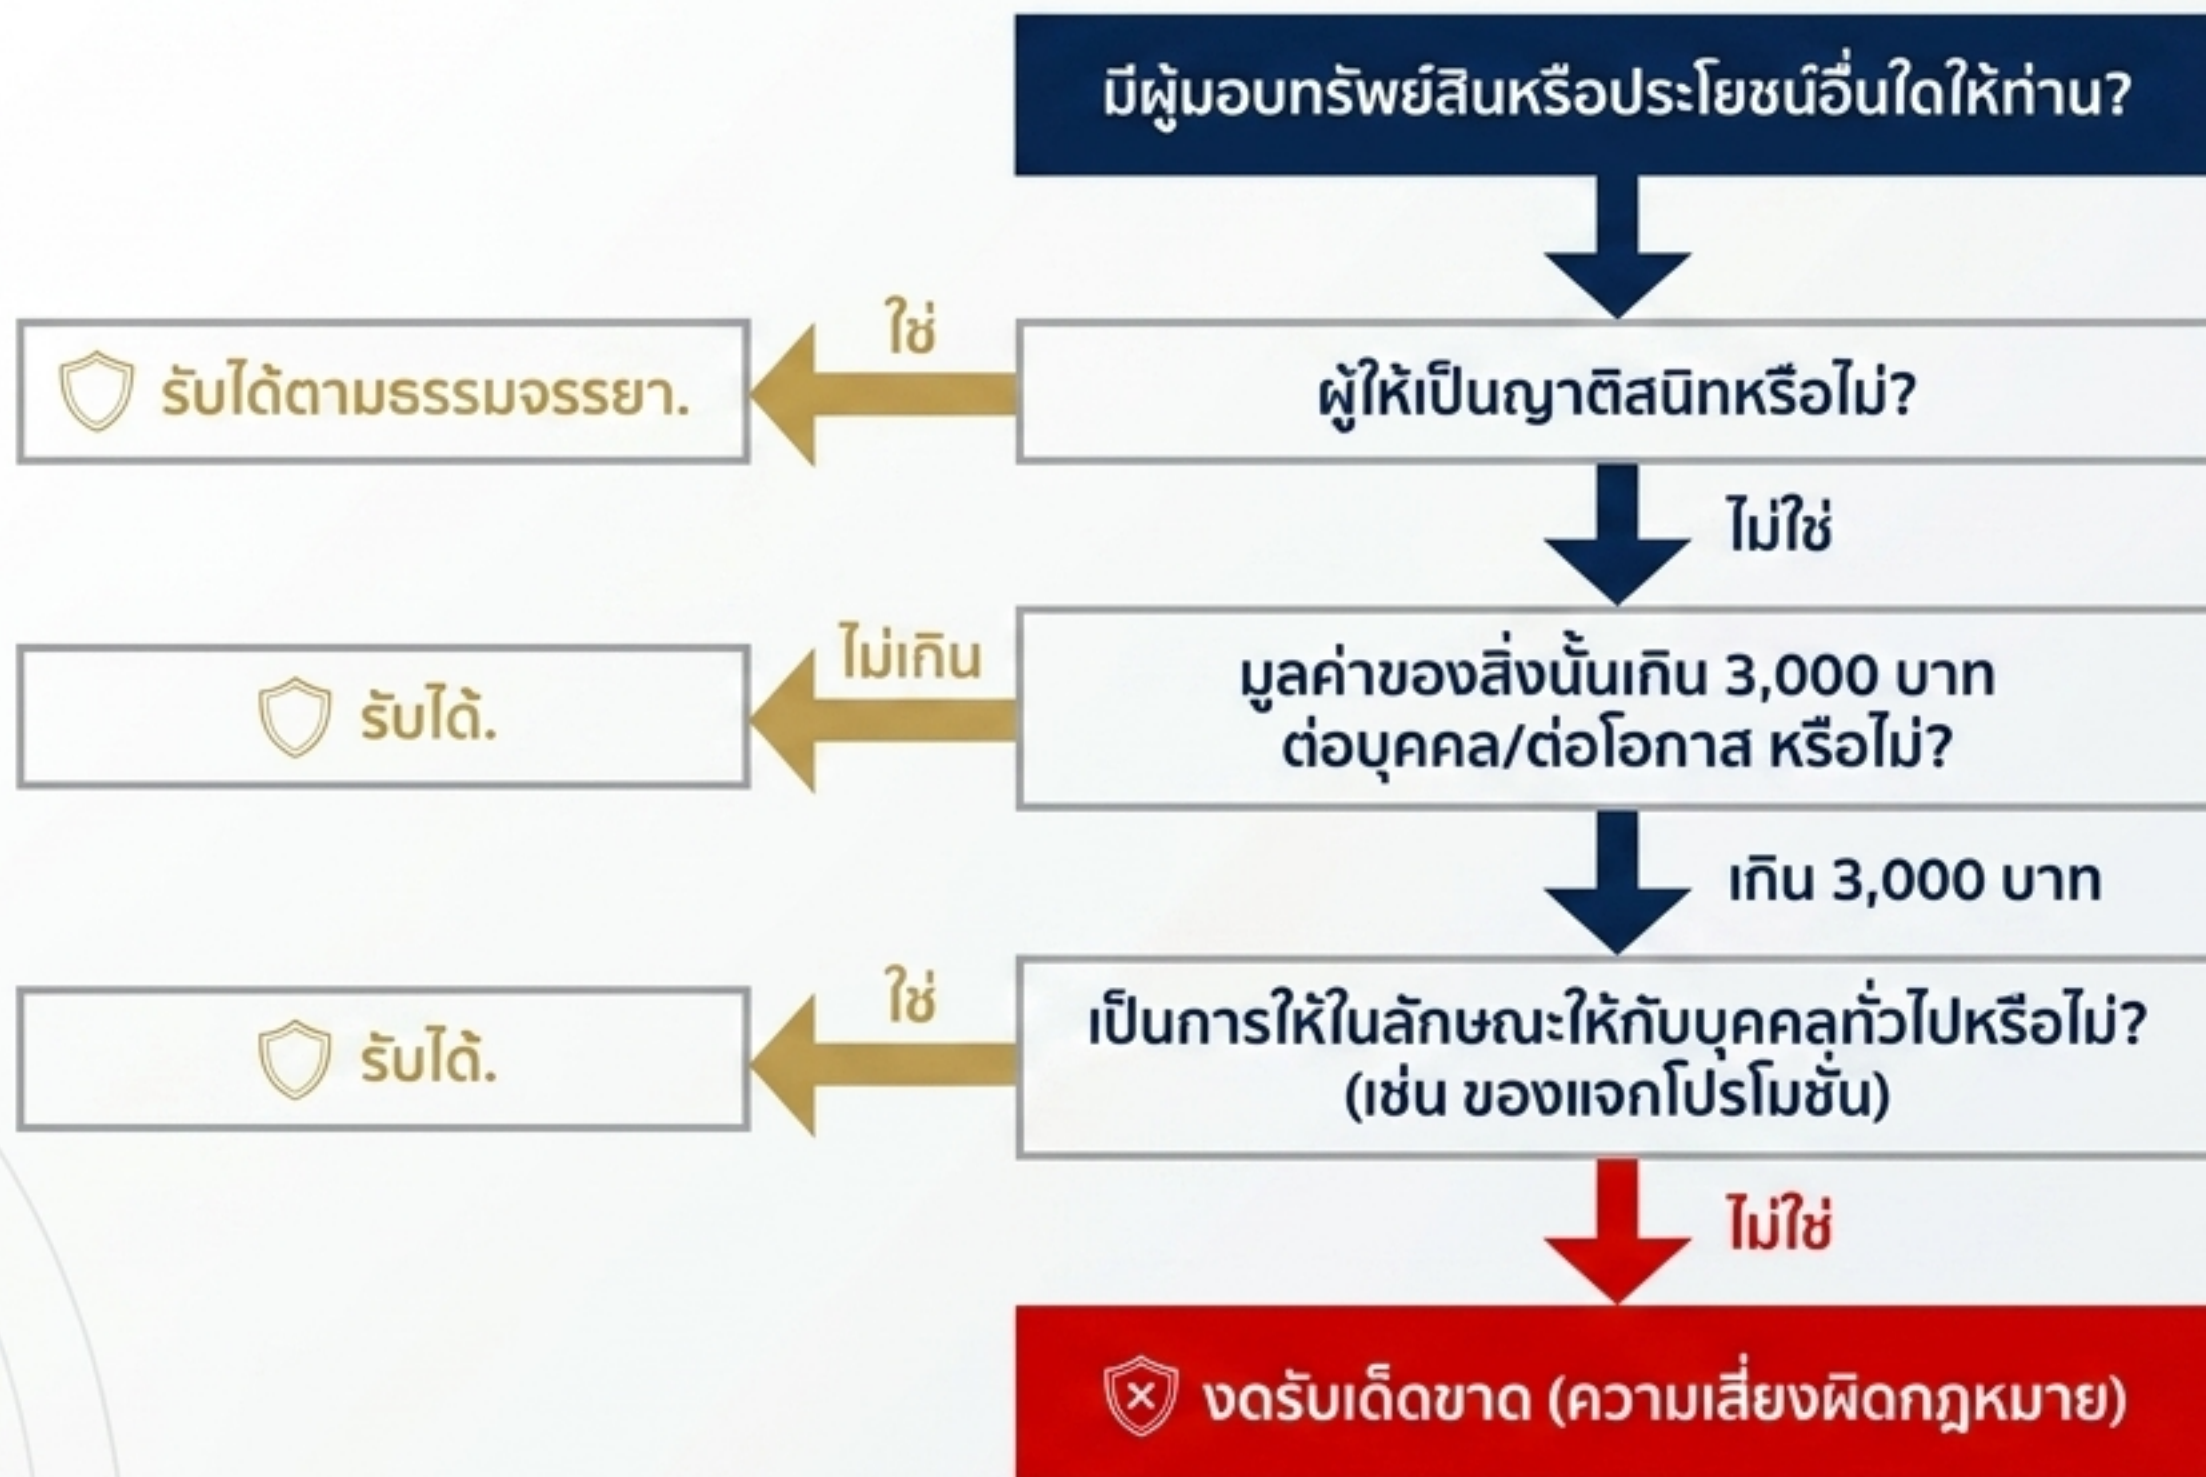 มีผู้มอบทรัพย์สินหรือประโยชน์อื่นใดให้ท่าน?
ใช่
รับได้ตามธรรมจรรยา.
ผู้ให้เป็นญาติสนิทหรือไม่?
ไม่ใช่
ไม่เกิน
รับได้.
มูลค่าของสิ่งนั้นเกิน 3,000 บาท
ต่อบุคคล/ต่อโอกาส หรือไม่?
เกิน 3,000 บาท
ใช่
รับได้.
เป็นการให้ในลักษณะให้กับบุคคลทั่วไปหรือไม่?
(เช่น ของแจกโปรโมชั่น)
ไม่ใช่
งดรับเด็ดขาด (ความเสี่ยงผิดกฎหมาย)